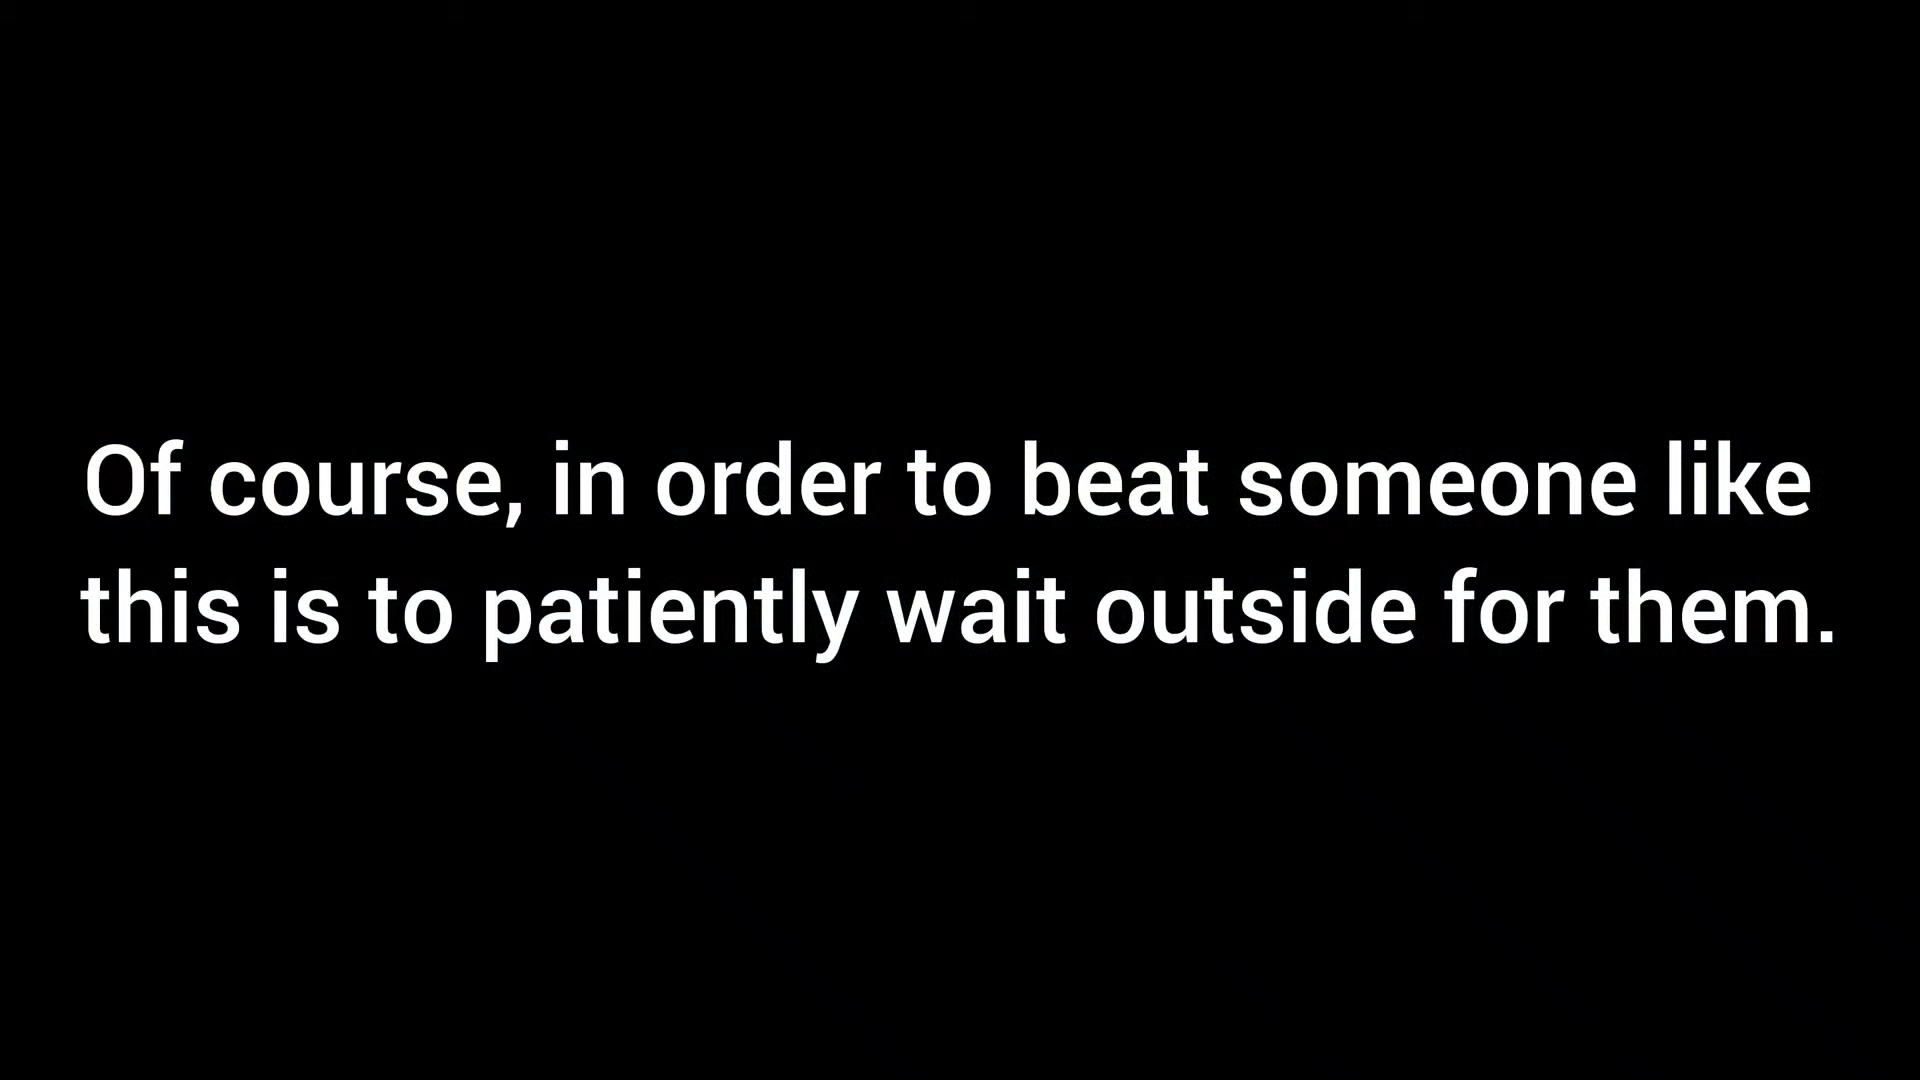 Of course, in order to beat someone like
this is to patiently wait outside for them.